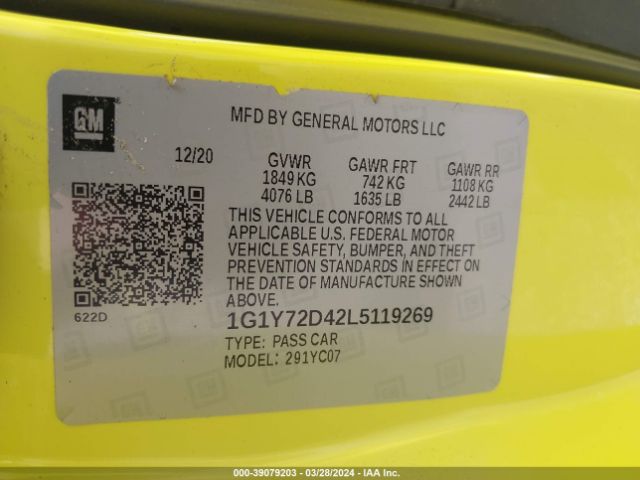 GM
MFD BY GENERAL MOTORS LLC
12/20 GVWR GAWR FRT GAWR RR
1849 KG 742 KG 1108 KG
4076 LB 1635 LB 2442 LB
THIS VEHICLE CONFORMS TO ALL
APPLICABLE U.S. FEDERAL MOTOR
VEHICLE SAFETY, BUMPER, AND THEFT
PREVENTION STANDARDS IN EFFECT ON
THE DATE OF MANUFACTURE SHOWN
ABOVE.
622D
1G1Y72D42L5119269
TYPE: PASS CAR
MODEL: 291YC07
000-39079203 - 03/28/2024 - IAA Inc.